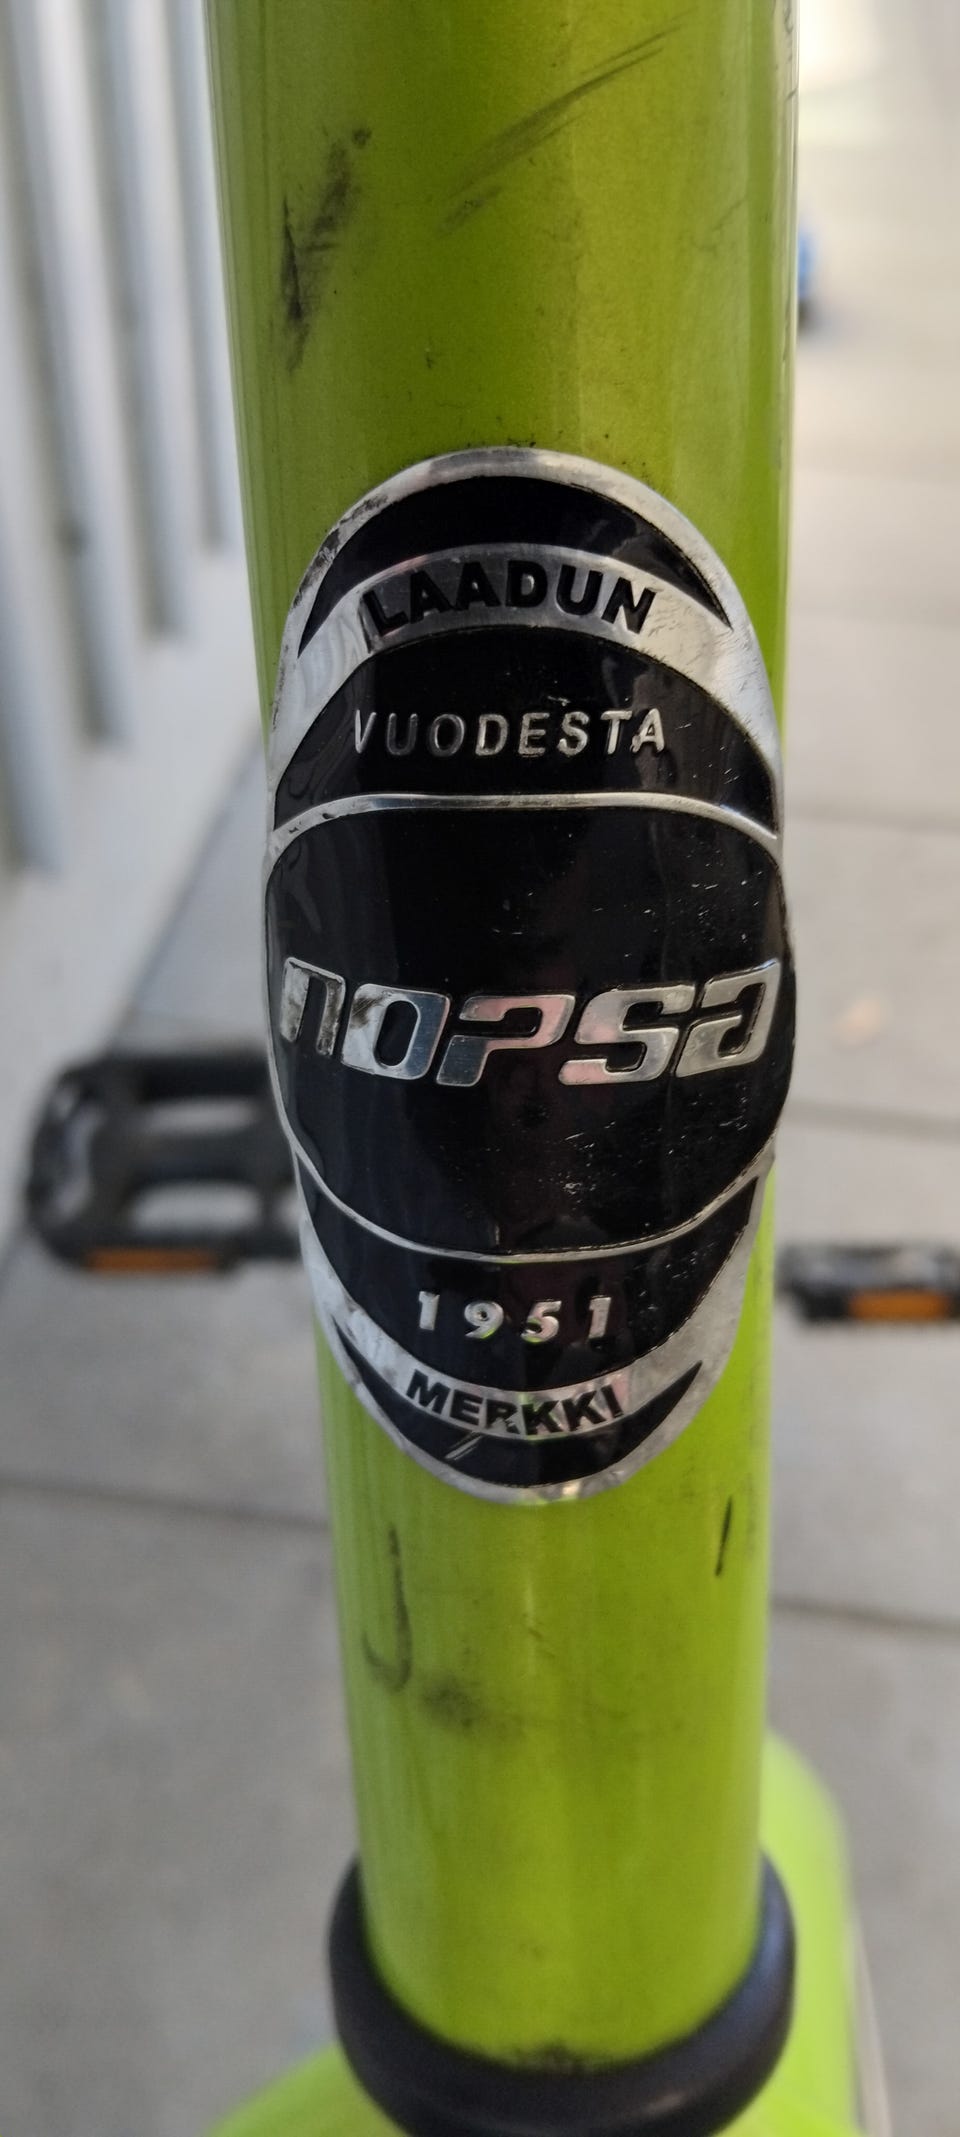 LAADUN
VUODESTA
nopsa
1951
MERKKI